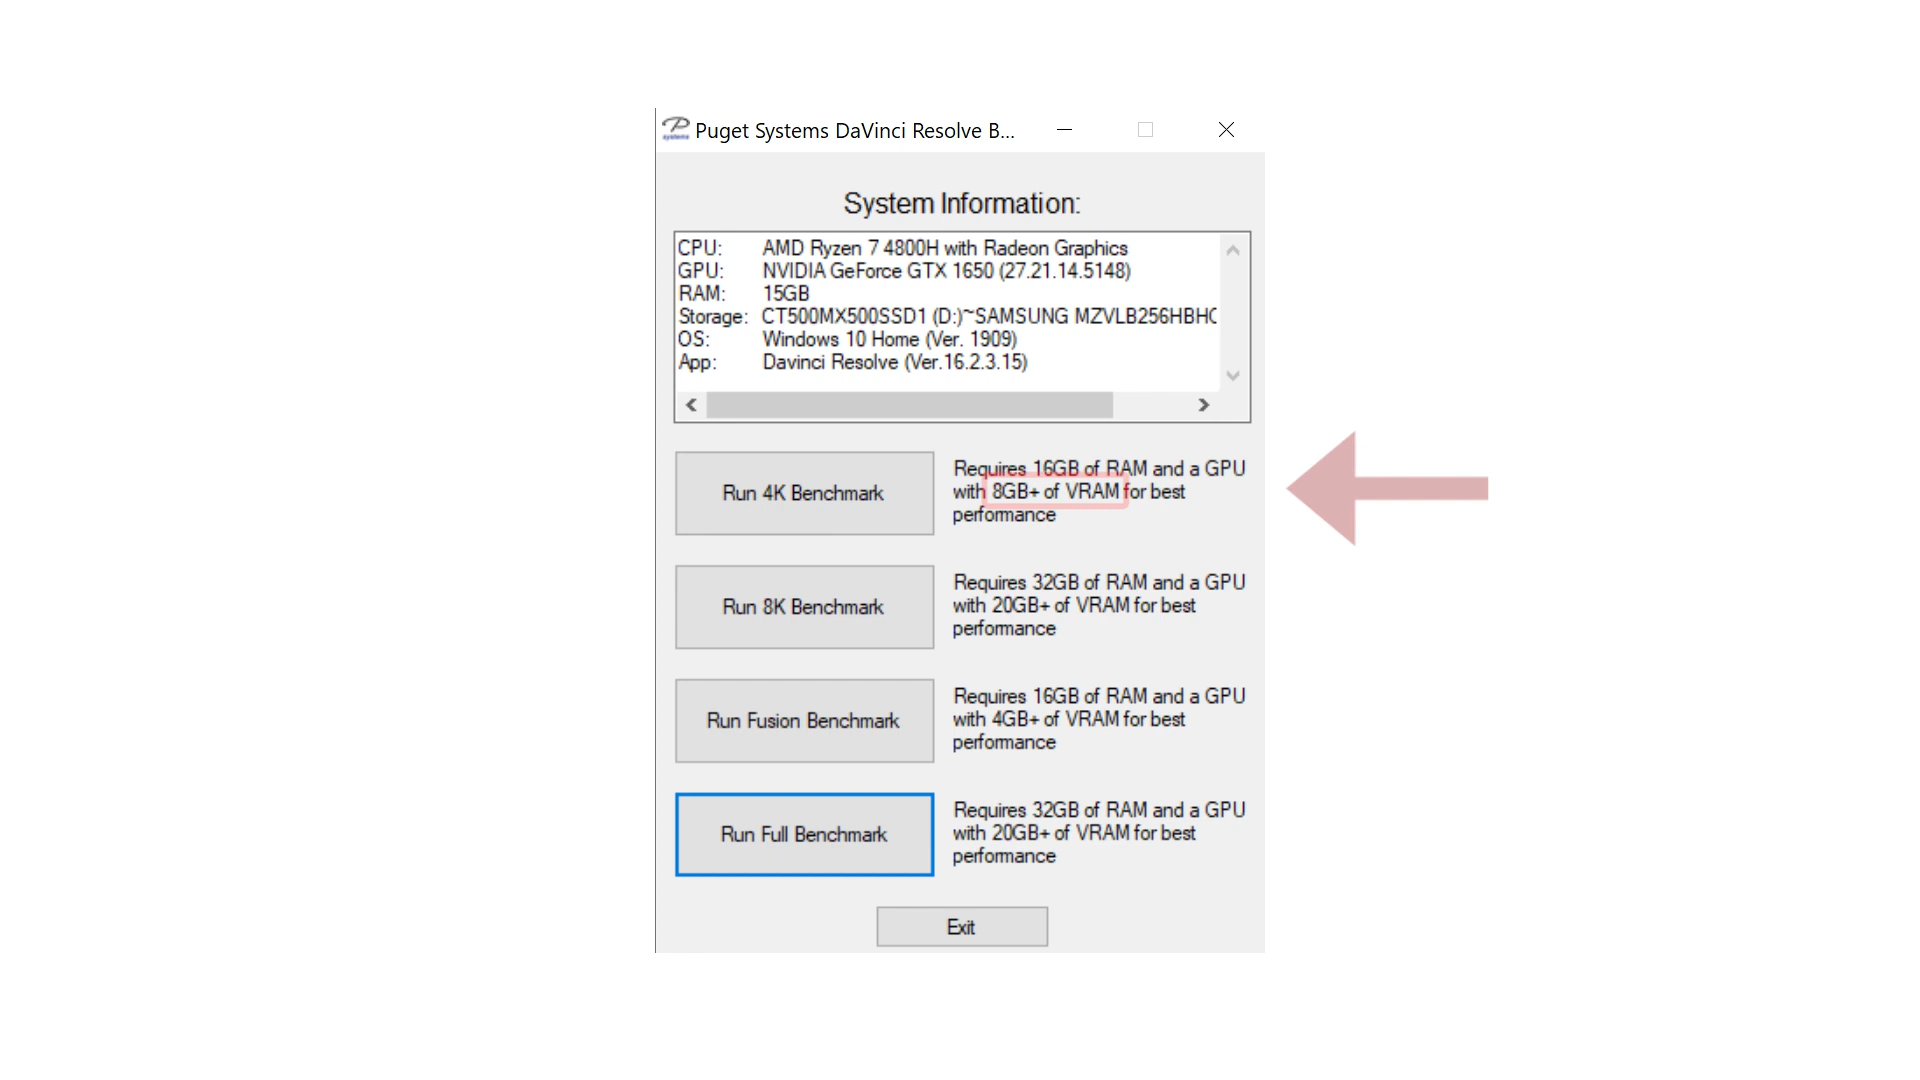 Puget Systems DaVinci Resolve B...
System Information:
CPU: AMD Ryzen 7 4800H with Radeon Graphics
GPU: NVIDIA GeForce GTX 1650 (27.21.14.5148)
RAM: 15GB
Storage: CT500MX500SSD1 (D:)~SAMSUNG MZVLB256HBHC
OS: Windows 10 Home (Ver. 1909)
App: Davinci Resolve (Ver.16.2.3.15)
Run 4K Benchmark
Requires 16GB of RAM and a GPU
with 8GB+ of VRAM for best
performance
Run 8K Benchmark
Requires 32GB of RAM and a GPU
with 20GB+ of VRAM for best
performance
Run Fusion Benchmark
Requires 16GB of RAM and a GPU
with 4GB+ of VRAM for best
performance
Run Full Benchmark
Requires 32GB of RAM and a GPU
with 20GB+ of VRAM for best
performance
Exit